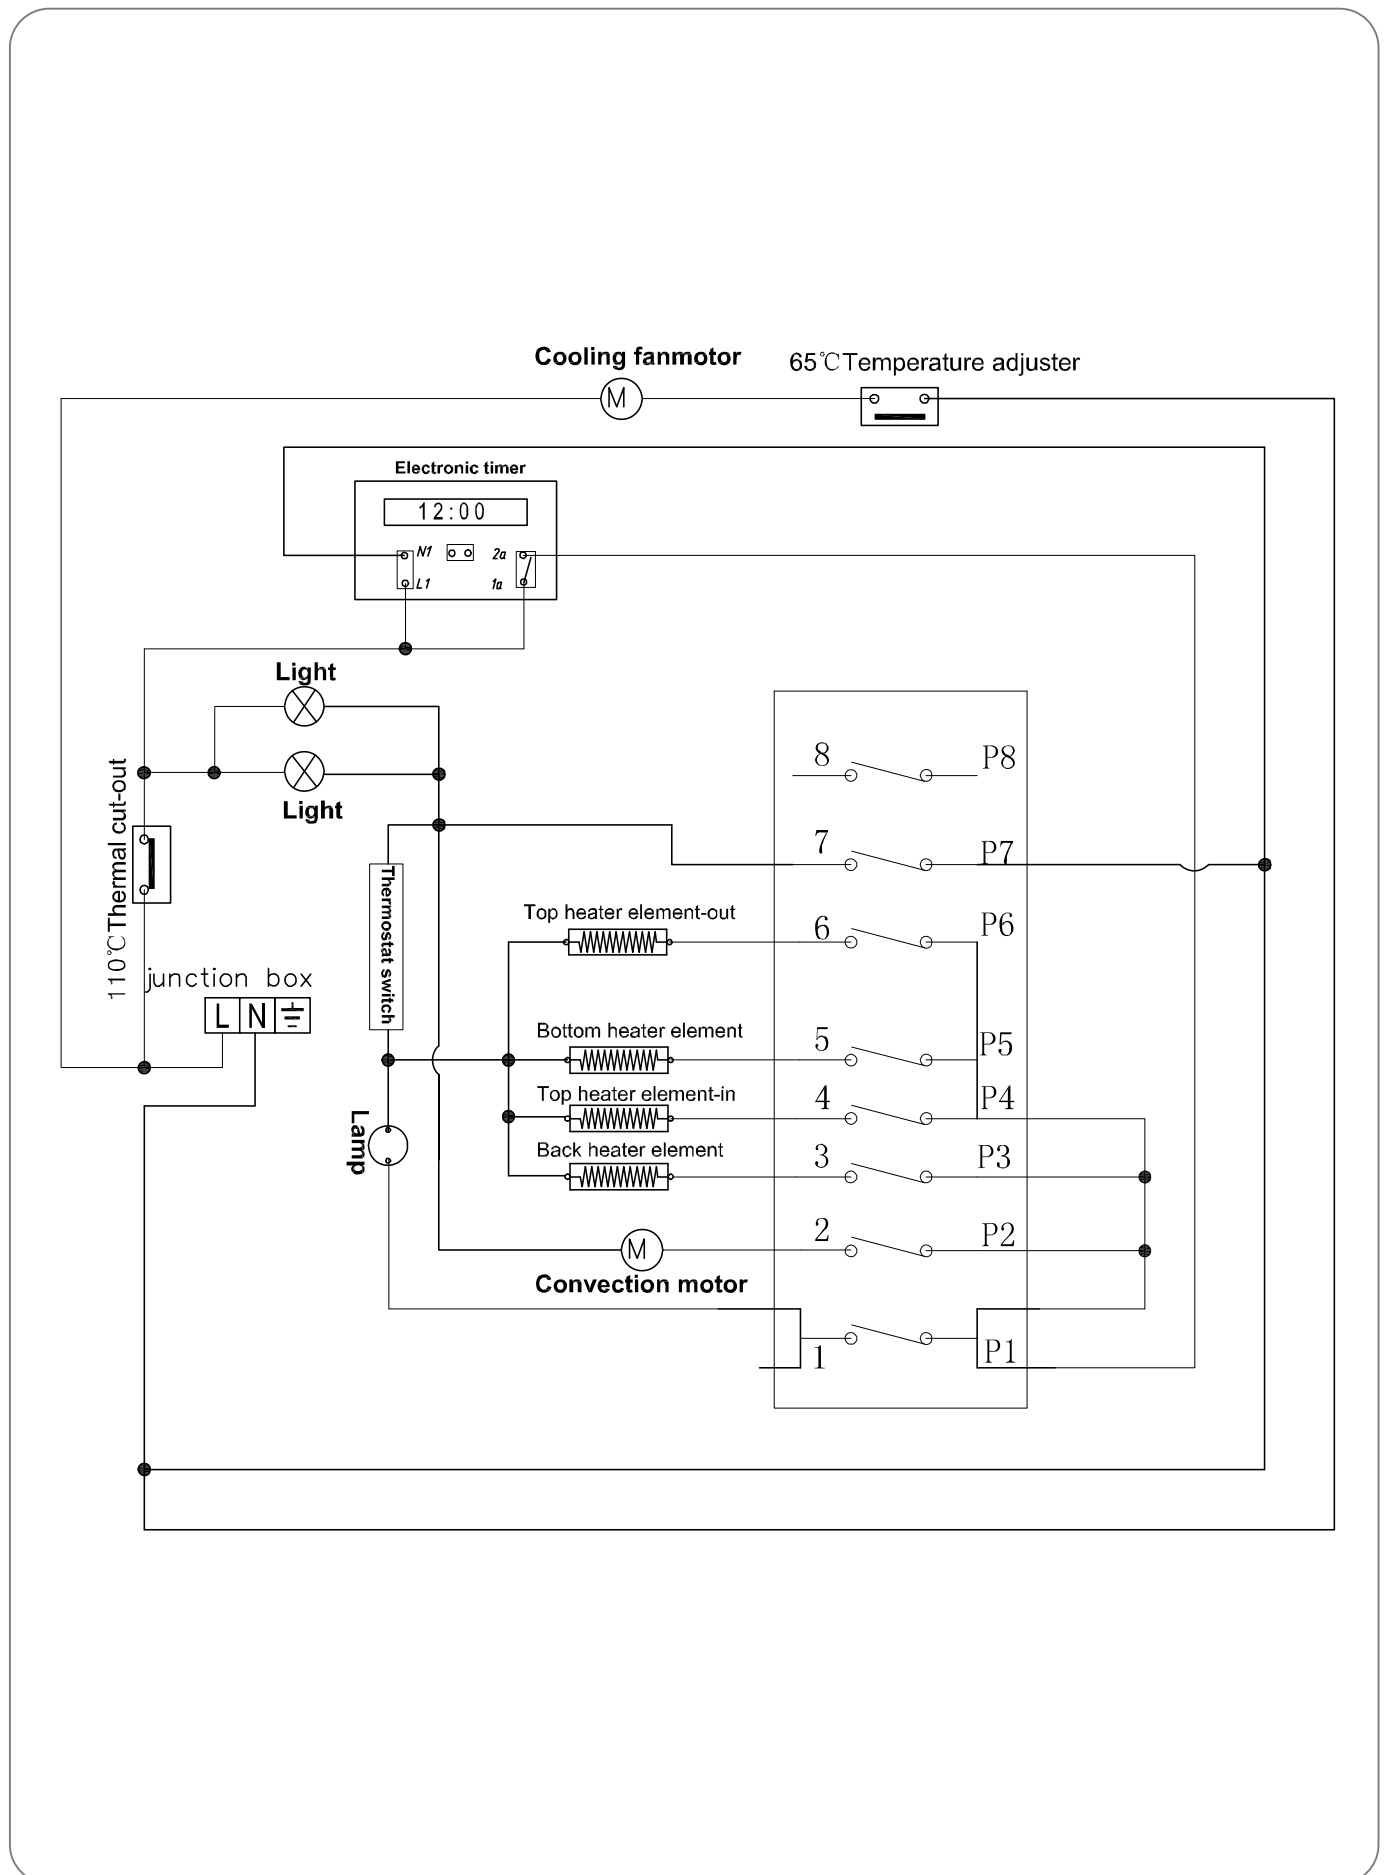 Cooling fanmotor
65℃Temperature adjuster
M
Electronic timer
12:00
N1
2a
L1
1a
Light
Light
110℃Thermal cut-out
junction box
L N
Thermostat switch
Lamp
8 P8
7 P7
Top heater element-out
6 P6
Bottom heater element
5 P5
Top heater element-in
4 P4
Back heater element
3 P3
2 P2
M
Convection motor
1 P1